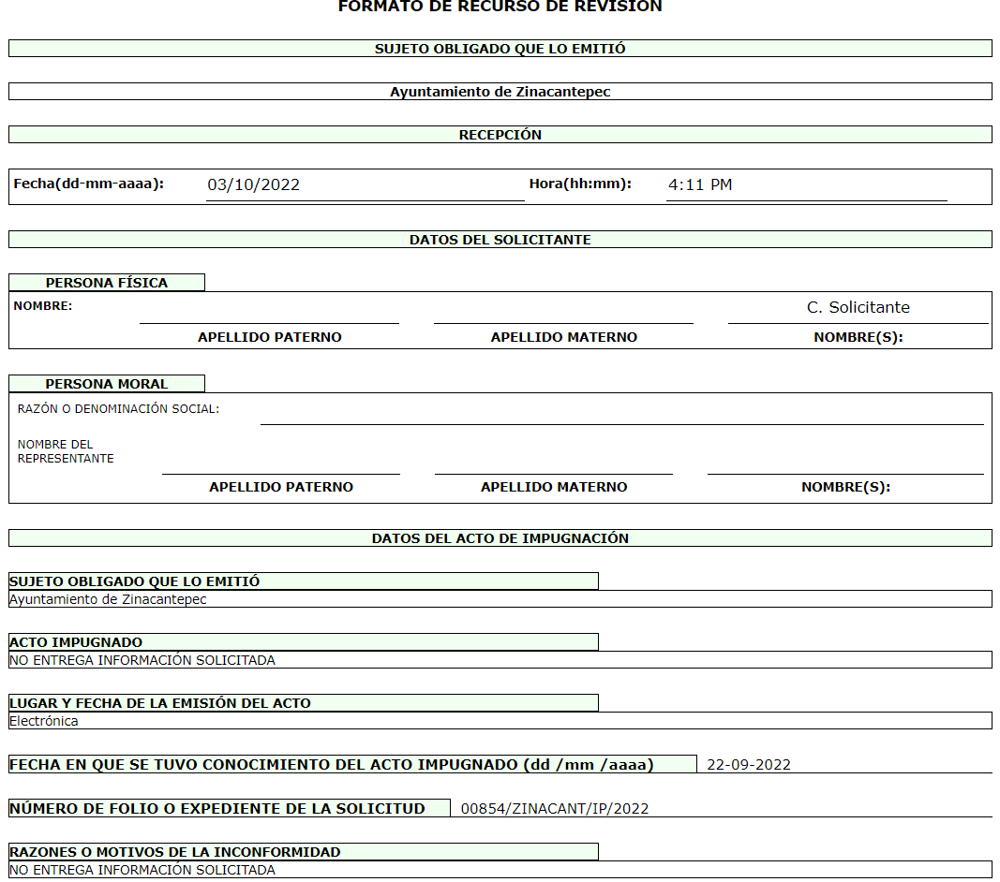 FORMATO DE RECURSO DE REVISIÓN
SUJETO OBLIGADO QUE LO EMITIÓ
Ayuntamiento de Zinacantepec
RECEPCIÓN
Fecha(dd-mm-aaaa): 03/10/2022 Hora(hh:mm): 4:11 PM
DATOS DEL SOLICITANTE
PERSONA FÍSICA
NOMBRE: C. Solicitante
APELLIDO PATERNO APELLIDO MATERNO NOMBRE(S):
PERSONA MORAL
RAZÓN O DENOMINACIÓN SOCIAL:
NOMBRE DEL
REPRESENTANTE
APELLIDO PATERNO APELLIDO MATERNO NOMBRE(S):
DATOS DEL ACTO DE IMPUGNACIÓN
SUJETO OBLIGADO QUE LO EMITIÓ
Ayuntamiento de Zinacantepec
ACTO IMPUGNADO
NO ENTREGA INFORMACIÓN SOLICITADA
LUGAR Y FECHA DE LA EMISIÓN DEL ACTO
Electrónica
FECHA EN QUE SE TUVO CONOCIMIENTO DEL ACTO IMPUGNADO (dd /mm /aaaa) 22-09-2022
NÚMERO DE FOLIO O EXPEDIENTE DE LA SOLICITUD 00854/ZINACANT/IP/2022
RAZONES O MOTIVOS DE LA INCONFORMIDAD
NO ENTREGA INFORMACIÓN SOLICITADA